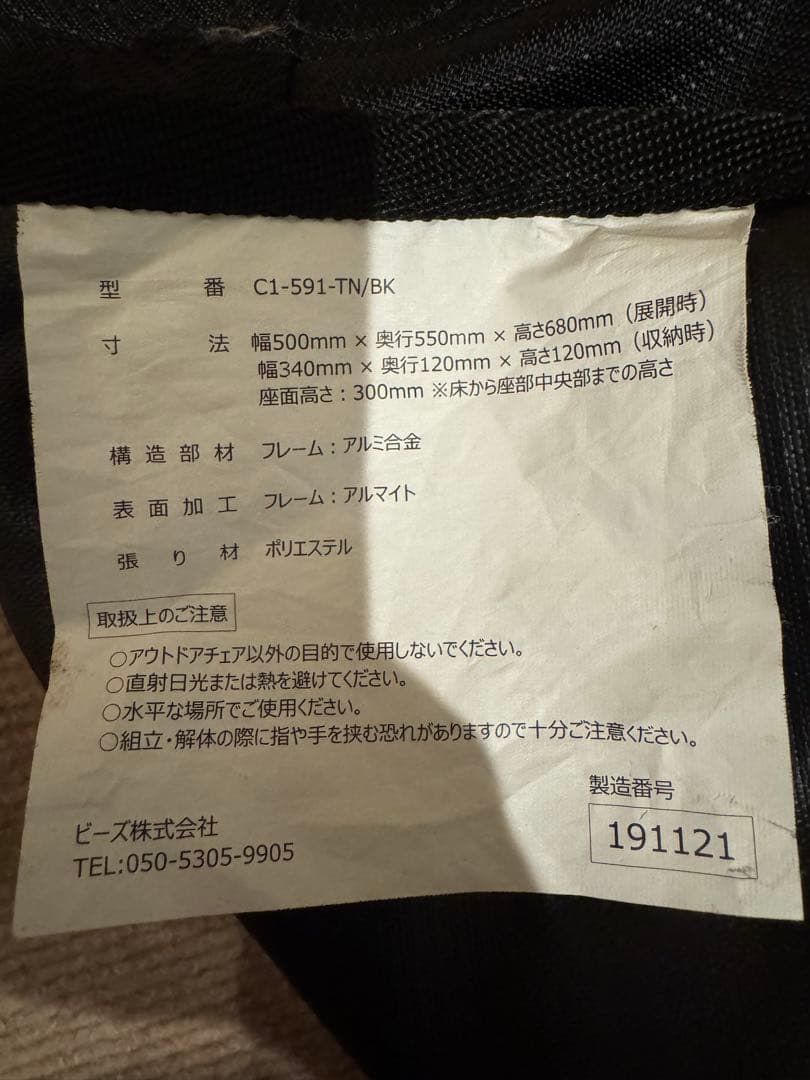 型番 C1-591-TN/BK
寸法 幅500mm × 奥行550mm × 高さ680mm（展開時）
幅340mm × 奥行120mm × 高さ120mm（収納時）
座面高さ：300mm ※床から座部中央部までの高さ
構造部材 フレーム：アルミ合金
表面加工 フレーム：アルマイト
張り材 ポリエステル
取扱上のご注意
○アウトドアチェア以外の目的で使用しないでください。
○直射日光または熱を避けてください。
○水平な場所でご使用ください。
○組立・解体の際に指や手を挟む恐れがありますので十分ご注意ください。
製造番号
191121
ビーズ株式会社
TEL:050-5305-9905